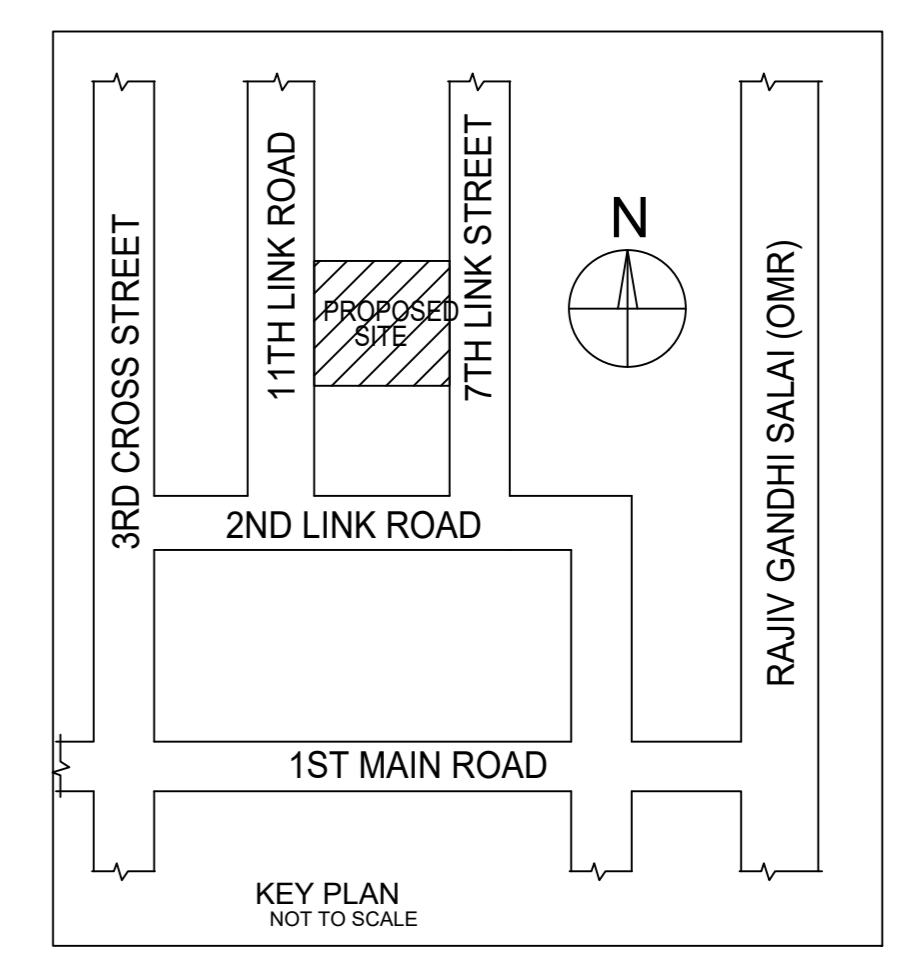 3RD CROSS STREET
11TH LINK ROAD
PROPOSED
SITE
7TH LINK STREET
N
RAJIV GANDHI SALAI (OMR)
2ND LINK ROAD
1ST MAIN ROAD
KEY PLAN
NOT TO SCALE